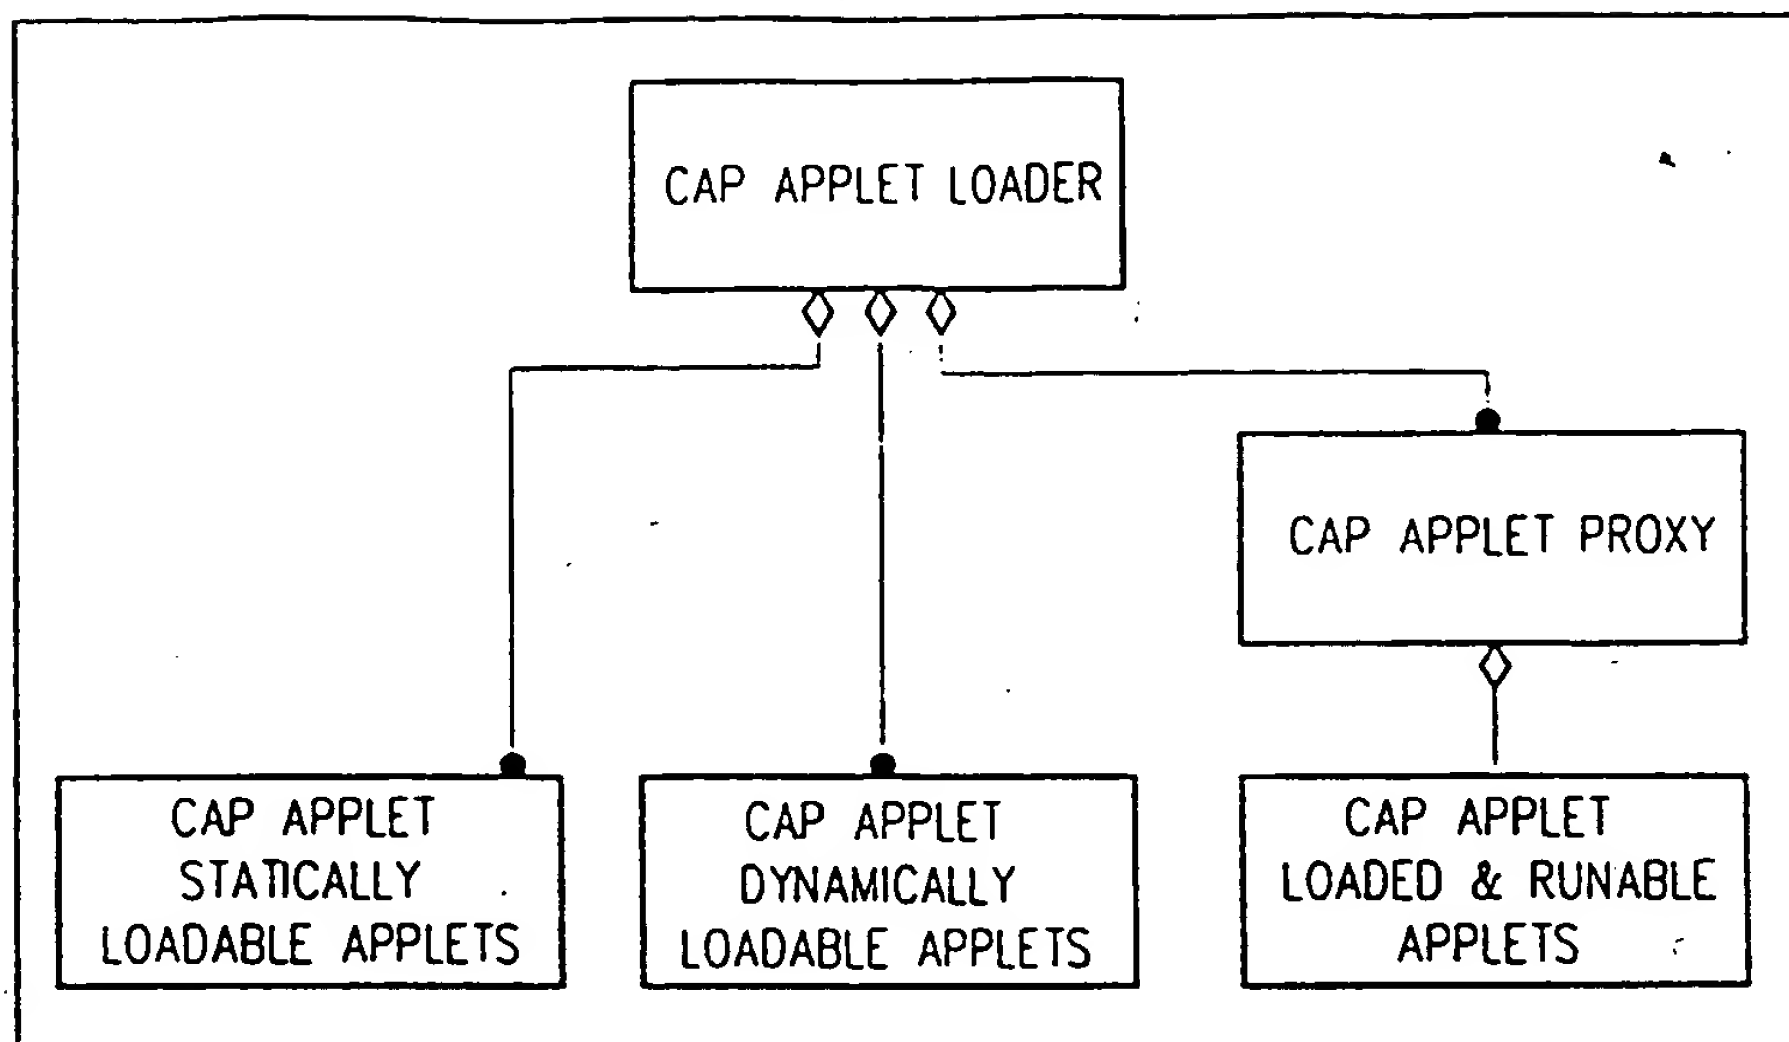 CAP APPLET LOADER
CAP APPLET PROXY
CAP APPLET
STATICALLY
LOADABLE APPLETS
CAP APPLET
DYNAMICALLY
LOADABLE APPLETS
CAP APPLET
LOADED & RUNABLE
APPLETS